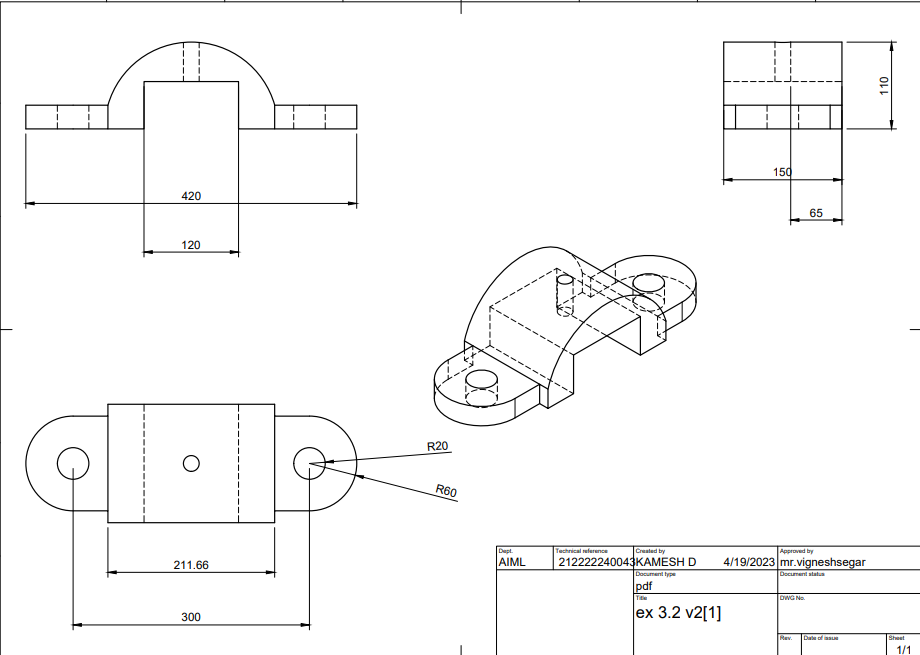 110
150
65
420
120
R20
R60
211.66
300
Dept.
AIML
Technical reference
212222240043
Created by
KAMESH D 4/19/2023
Approved by
mr.vigneshsegar
Document type
pdf
Document status
Title
ex 3.2 v2[1]
DWG No.
Rev.
Date of issue
Sheet
1/1